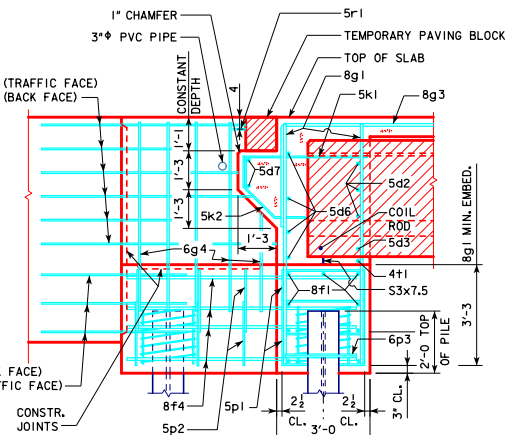 1" CHAMFER
5r1
3"Φ PVC PIPE
TEMPORARY PAVING BLOCK
TOP OF SLAB
8g1
(TRAFFIC FACE)
(BACK FACE)
CONSTANT
DEPTH
4
5k1
8g3
1'-1
1'-3
1'-3
5d7
5d2
5k2
5d6
COIL
ROD
1'-3
5d3
6g4
8g1 MIN. EMBED.
4t1
8f1
S3x7.5
3'-3
6p3
2'-0 TOP
OF PILE
FACE)
FIC FACE)
CONSTR.
JOINTS
8f4
5p2
5p1
2½
CL.
2½
CL.
3'-0
3" CL.